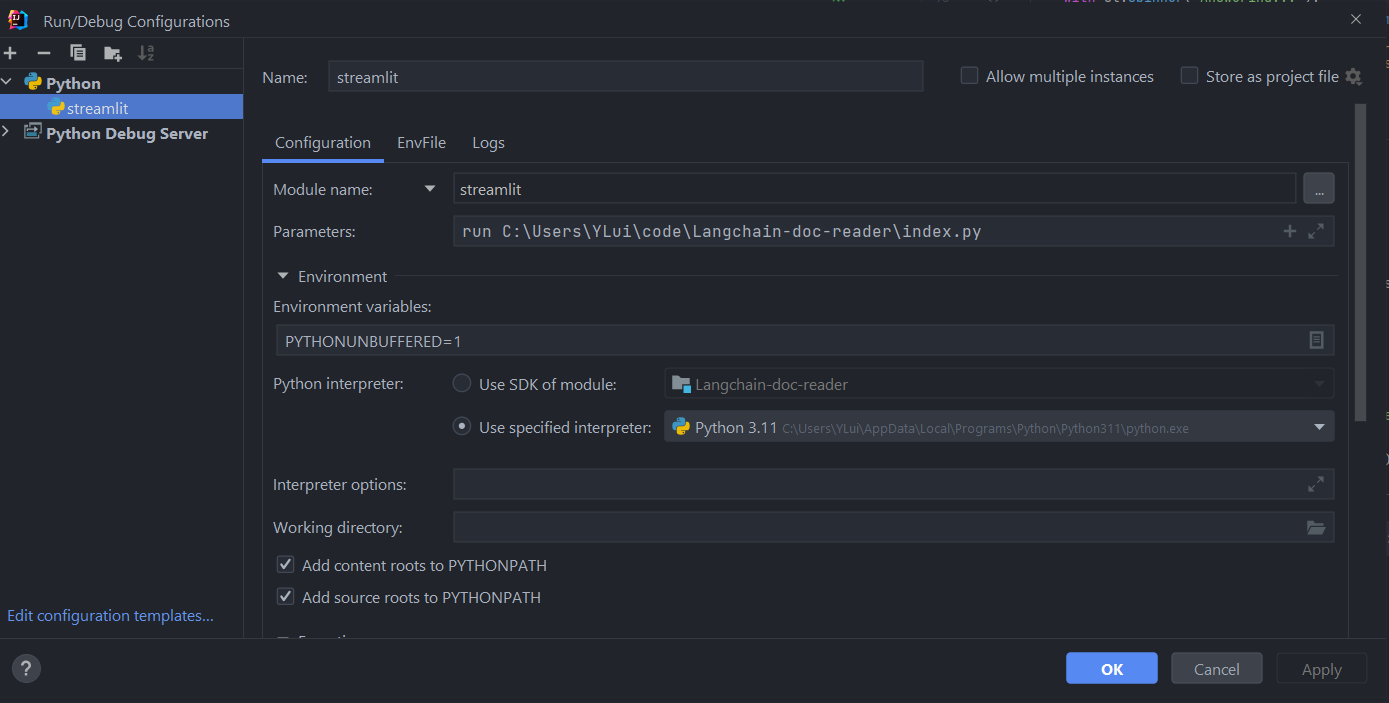 Run/Debug Configurations
Python
streamlit
Python Debug Server
Edit configuration templates...
Name: streamlit
Allow multiple instances
Store as project file
Configuration EnvFile Logs
Module name: streamlit ...
Parameters: run C:\Users\YLui\code\Langchain-doc-reader\index.py
Environment
Environment variables:
PYTHONUNBUFFERED=1
Python interpreter: Use SDK of module: Langchain-doc-reader
Use specified interpreter: Python 3.11 C:\Users\YLui\AppData\Local\Programs\Python\Python311\python.exe
Interpreter options:
Working directory:
Add content roots to PYTHONPATH
Add source roots to PYTHONPATH
? OK Cancel Apply